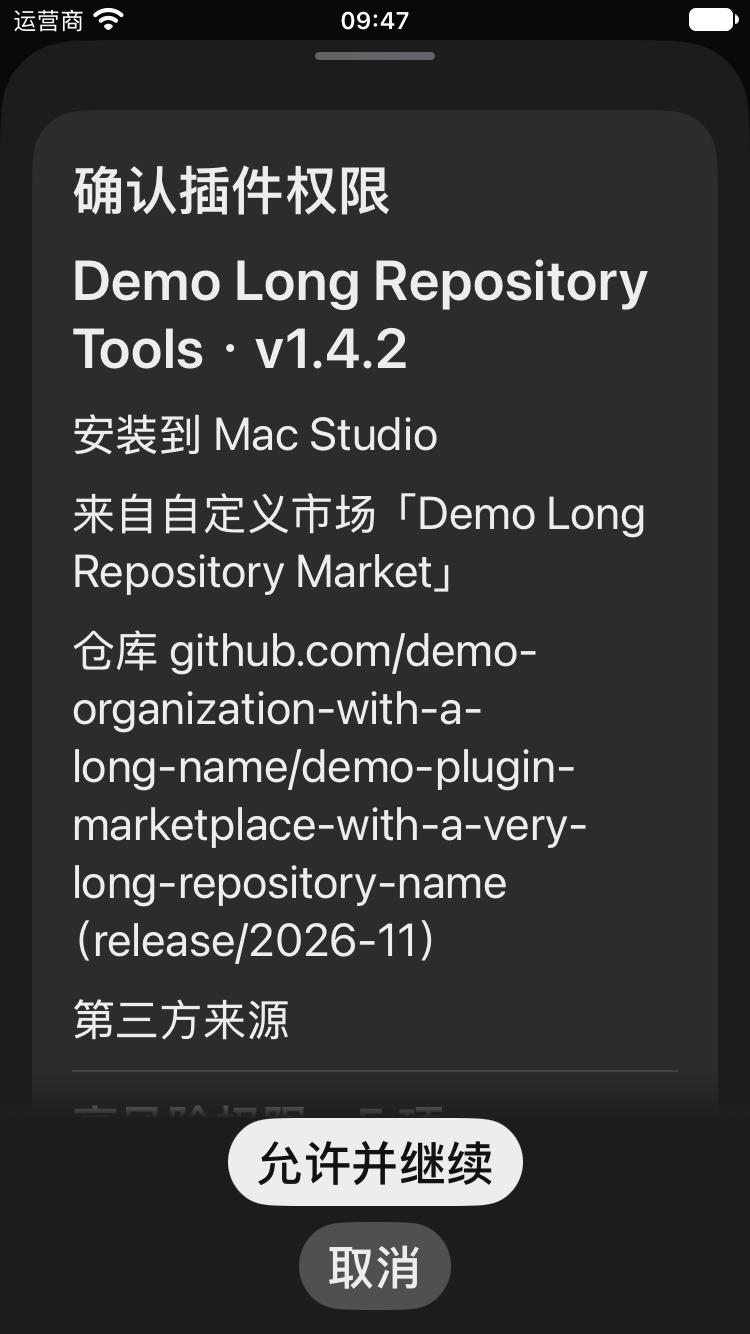 运营商
09:47
确认插件权限
Demo Long Repository
Tools · v1.4.2
安装到 Mac Studio
来自自定义市场「Demo Long
Repository Market」
仓库 github.com/demo-
organization-with-a-
long-name/demo-plugin-
marketplace-with-a-very-
long-repository-name
（release/2026-11）
第三方来源
允许并继续
取消